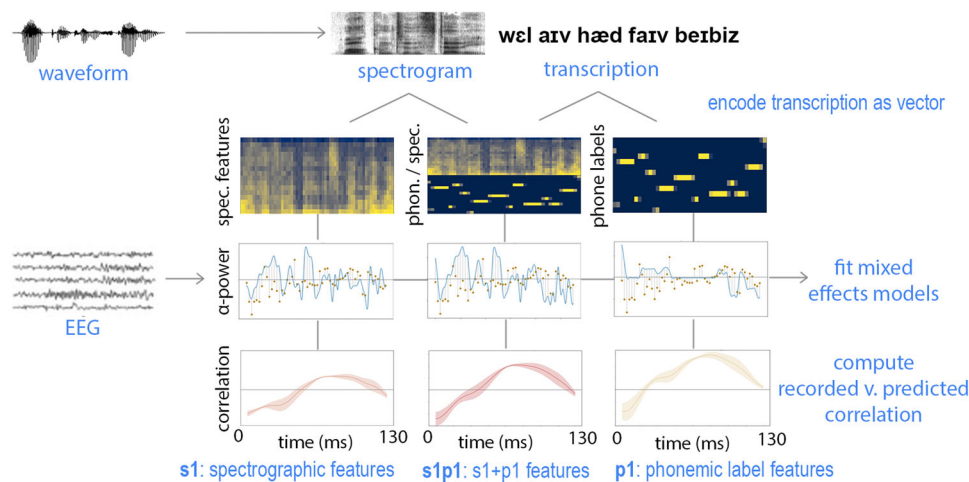 wɛl aɪv hæd faɪv beɪbiz
waveform
spectrogram
transcription
encode transcription as vector
spec. features
phon. / spec.
phone labels
α-power
EEG
fit mixed
effects models
correlation
compute
recorded v. predicted
correlation
0 time (ms) 130
0 time (ms) 130
0 time (ms) 130
s1: spectrographic features
s1p1: s1+p1 features
p1: phonemic label features